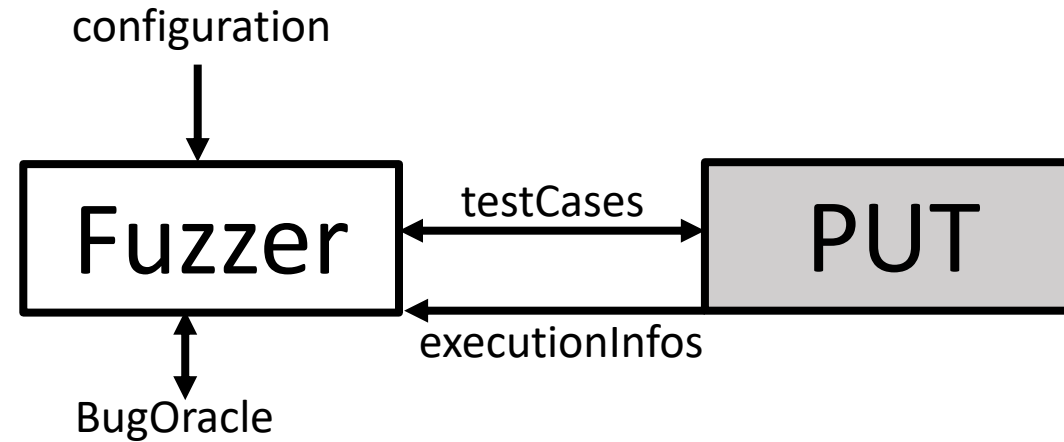 configuration
Fuzzer
testCases
PUT
executionInfos
BugOracle